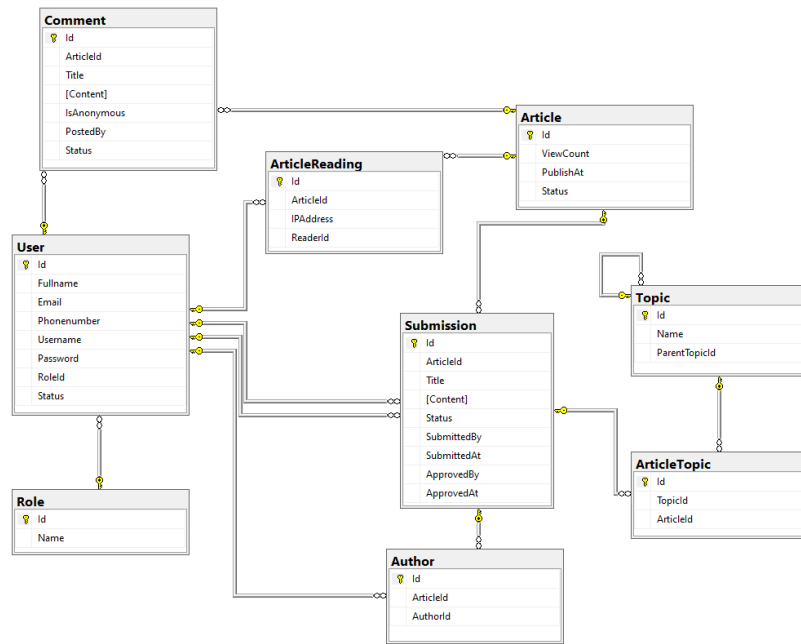 Comment
Id
ArticleId
Title
[Content]
IsAnonymous
PostedBy
Status
Article
Id
ViewCount
PublishAt
Status
ArticleReading
Id
ArticleId
IPAddress
ReaderId
User
Id
Fullname
Email
Phonenumber
Username
Password
RoleId
Status
Topic
Id
Name
ParentTopicId
Submission
Id
ArticleId
Title
[Content]
Status
SubmittedBy
SubmittedAt
ApprovedBy
ApprovedAt
ArticleTopic
Id
TopicId
ArticleId
Role
Id
Name
Author
Id
ArticleId
AuthorId